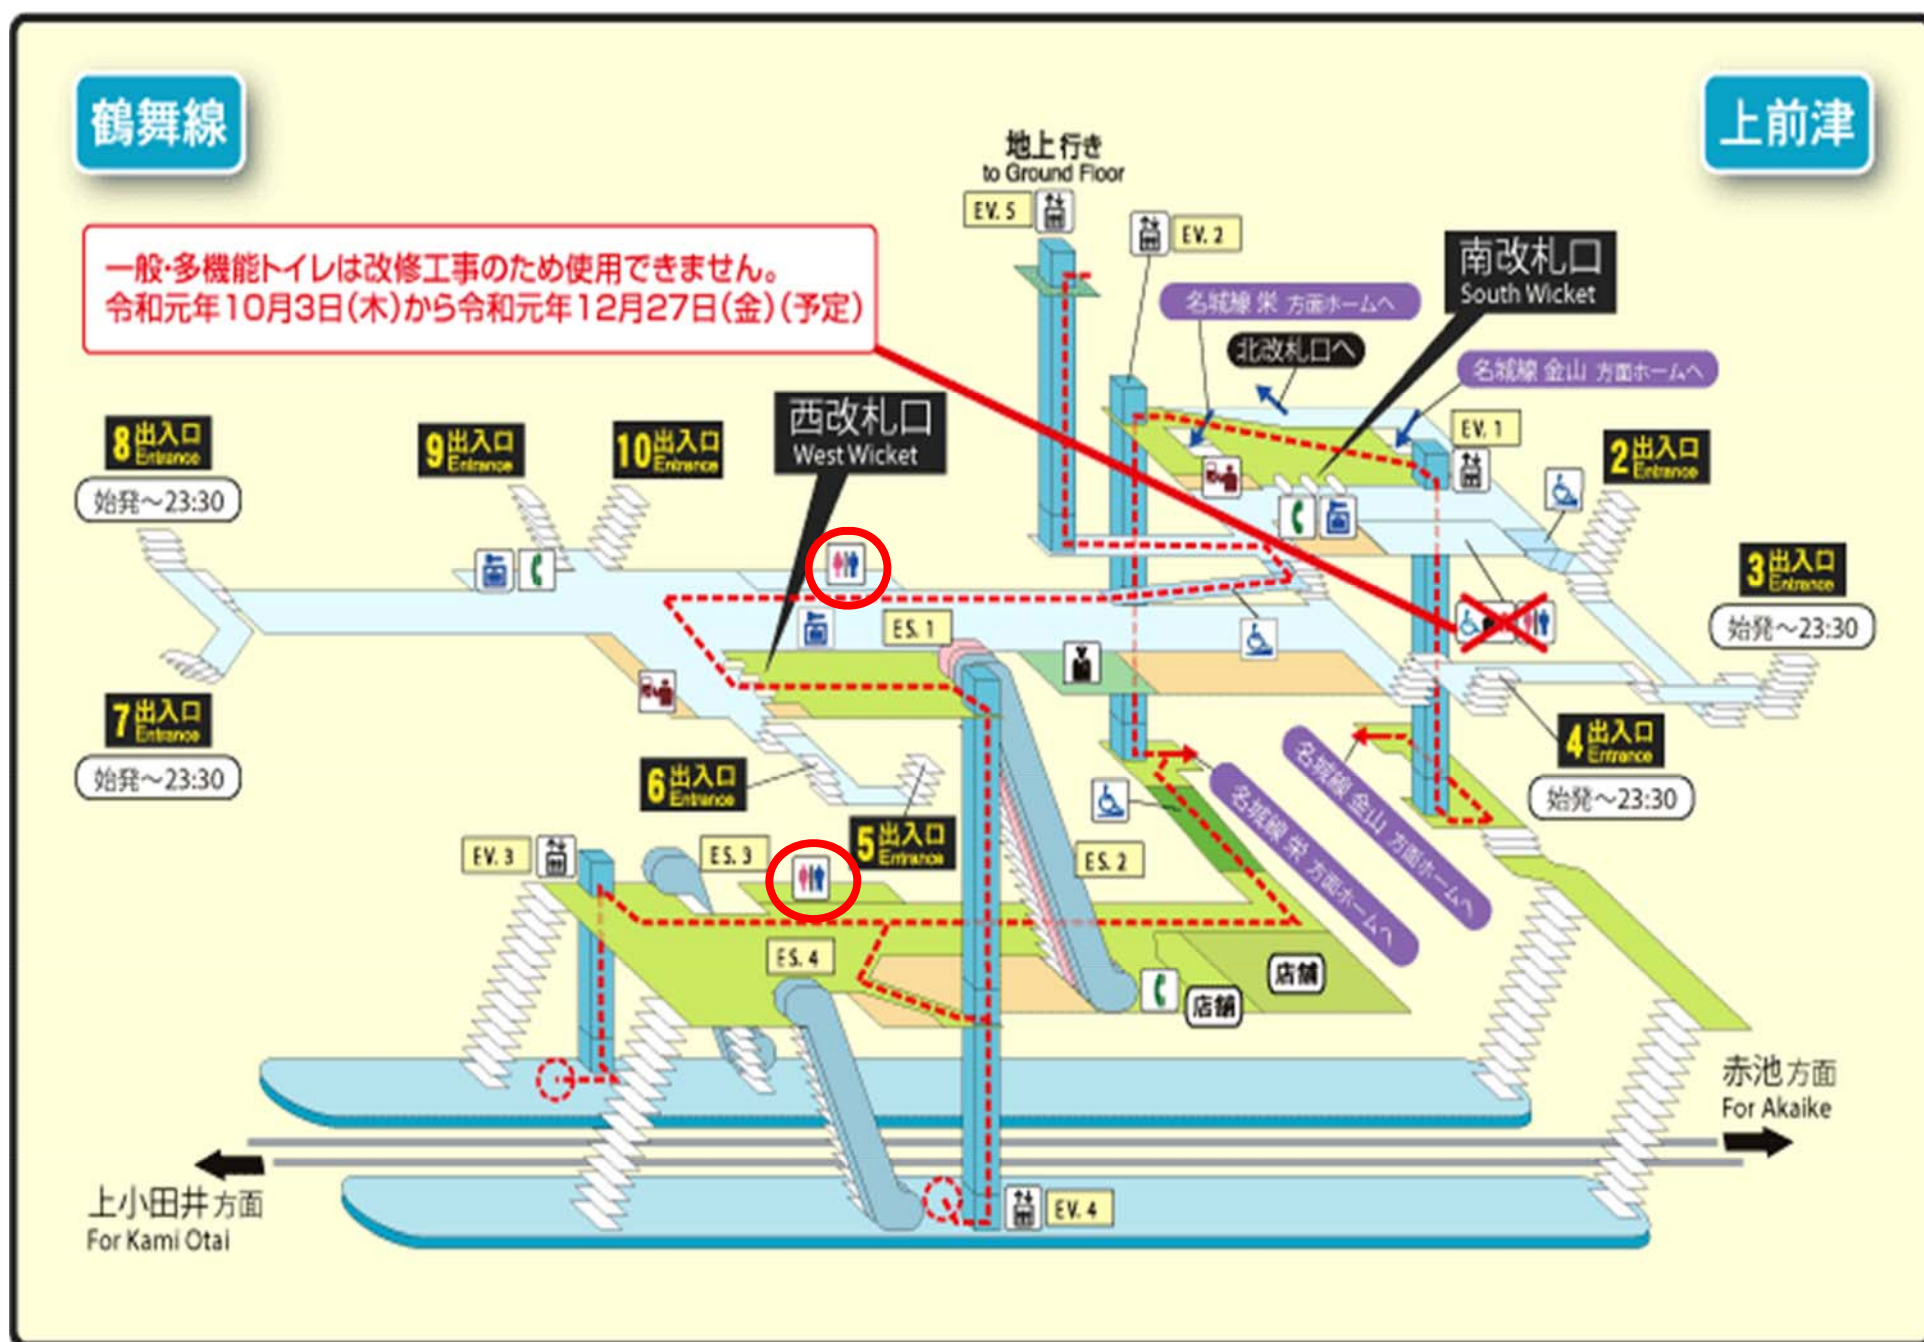 鶴舞線
上前津
地上行き
to Ground Floor
EV. 5
EV. 2
一般・多機能トイレは改修工事のため使用できません。
令和元年10月3日(木)から令和元年12月27日(金)(予定)
南改札口
South Wicket
名城線 栄 方面ホームへ
北改札口へ
名城線 金山 方面ホームへ
西改札口
West Wicket
EV. 1
8 出入口
Entrance
始発~23:30
9 出入口
Entrance
10 出入口
Entrance
2 出入口
Entrance
3 出入口
Entrance
始発~23:30
ES. 1
7 出入口
Entrance
始発~23:30
6 出入口
Entrance
5 出入口
Entrance
4 出入口
Entrance
始発~23:30
名城線 栄 方面ホームへ
名城線 金山 方面ホームへ
EV. 3
ES. 3
ES. 2
ES. 4
店舗
店舗
赤池方面
For Akaike
上小田井方面
For Kami Otai
EV. 4